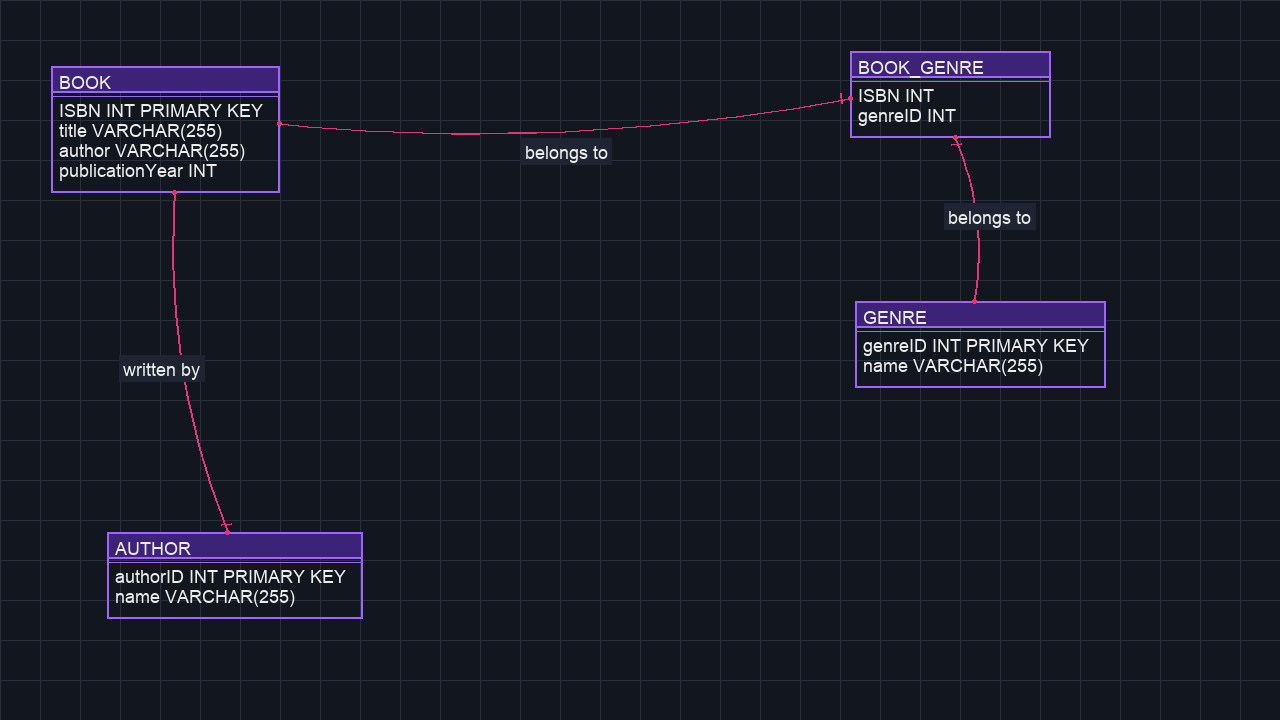 BOOK
ISBN INT PRIMARY KEY
title VARCHAR(255)
author VARCHAR(255)
publicationYear INT
belongs to
BOOK_GENRE
ISBN INT
genreID INT
belongs to
GENRE
genreID INT PRIMARY KEY
name VARCHAR(255)
written by
AUTHOR
authorID INT PRIMARY KEY
name VARCHAR(255)